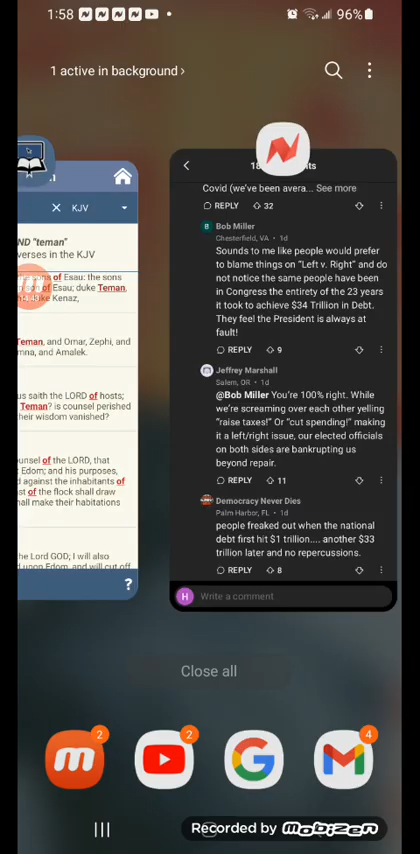 1:58
96%
1 active in background >
KJV
ND "teman"
verses in the KJV
sons of Esau: the sons
son of Esau; duke Teman,
duke Kenaz,
Teman, and Omar, Zephi, and
mna, and Amalek.
us saith the LORD of hosts;
Teman? is counsel perished
wisdom vanished?
ounsel of the LORD, that
Edom; and his purposes,
d against the inhabitants of
st of the flock shall draw
hall make their habitations
he Lord GOD; I will also
d upon Edom, and will cut off
?
Covid (we've been avera... See more
REPLY 32
B
Bob Miller
Chesterfield, VA • 1d
Sounds to me like people would prefer
to blame things on "Left v. Right" and do
not notice the same people have been
in Congress the entirety of the 23 years
it took to achieve $34 Trillion in Debt.
They feel the President is always at
fault!
REPLY 9
Jeffrey Marshall
Salem, OR • 1d
@Bob Miller You're 100% right. While
we're screaming over each other yelling
"raise taxes!" Or "cut spending!" making
it a left/right issue, our elected officials
on both sides are bankrupting us
beyond repair.
REPLY 11
Democracy Never Dies
Palm Harbor, FL • 1d
people freaked out when the national
debt first hit $1 trillion.... another $33
trillion later and no repercussions.
REPLY 8
H
Write a comment
Close all
2
2
4
Recorded by mobizen